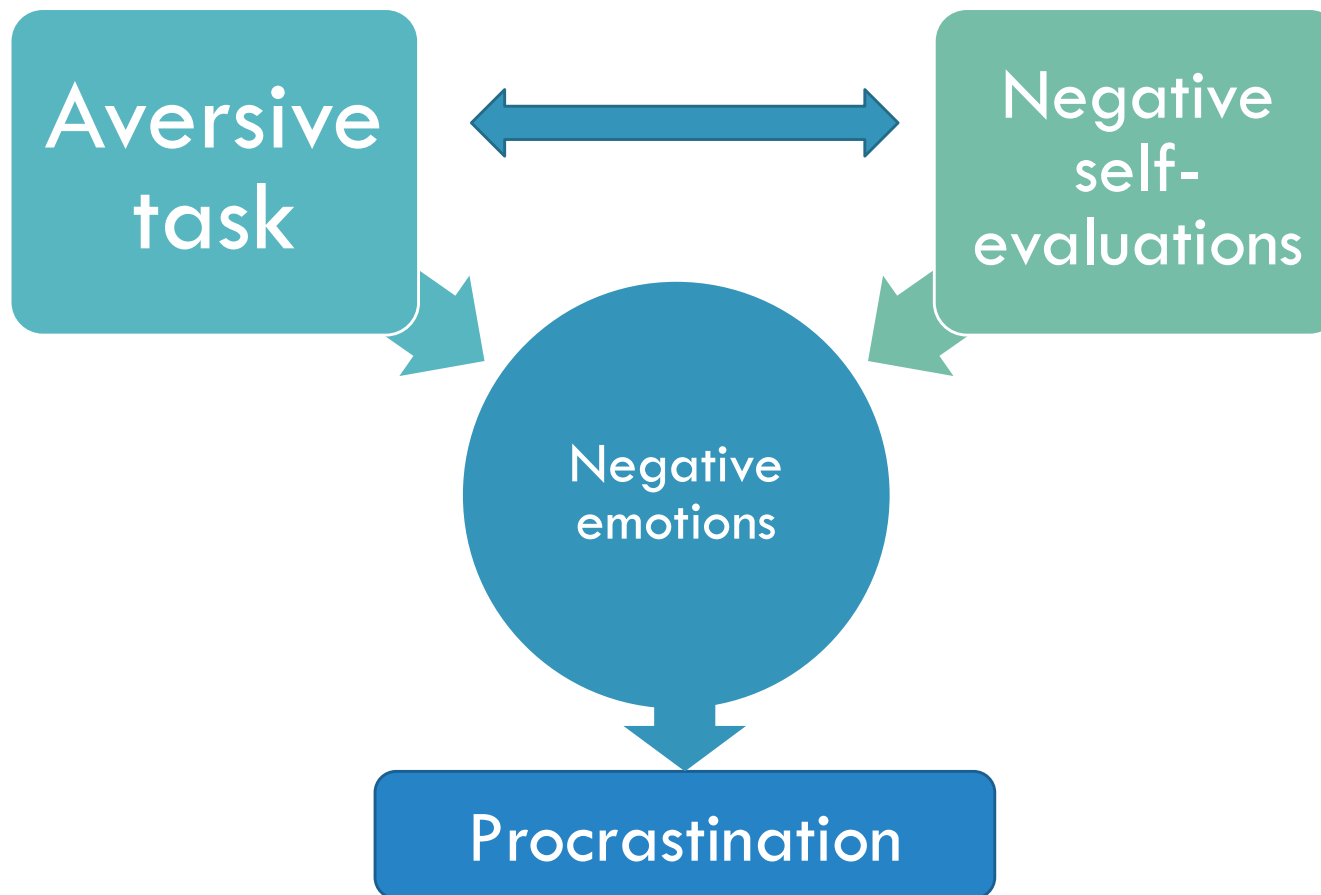 Aversive
task
Negative
self-
evaluations
Negative
emotions
Procrastination